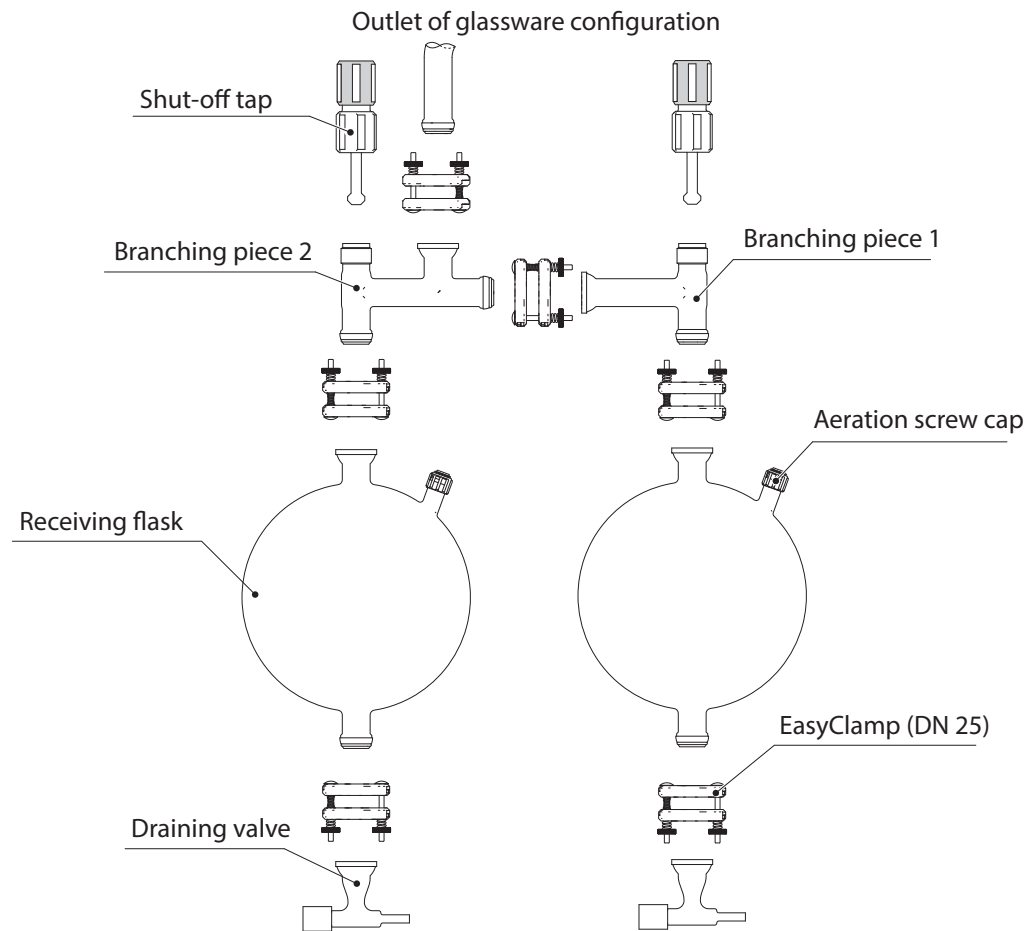 Outlet of glassware configuration
Shut-off tap
Branching piece 2
Branching piece 1
Aeration screw cap
Receiving flask
EasyClamp (DN 25)
Draining valve